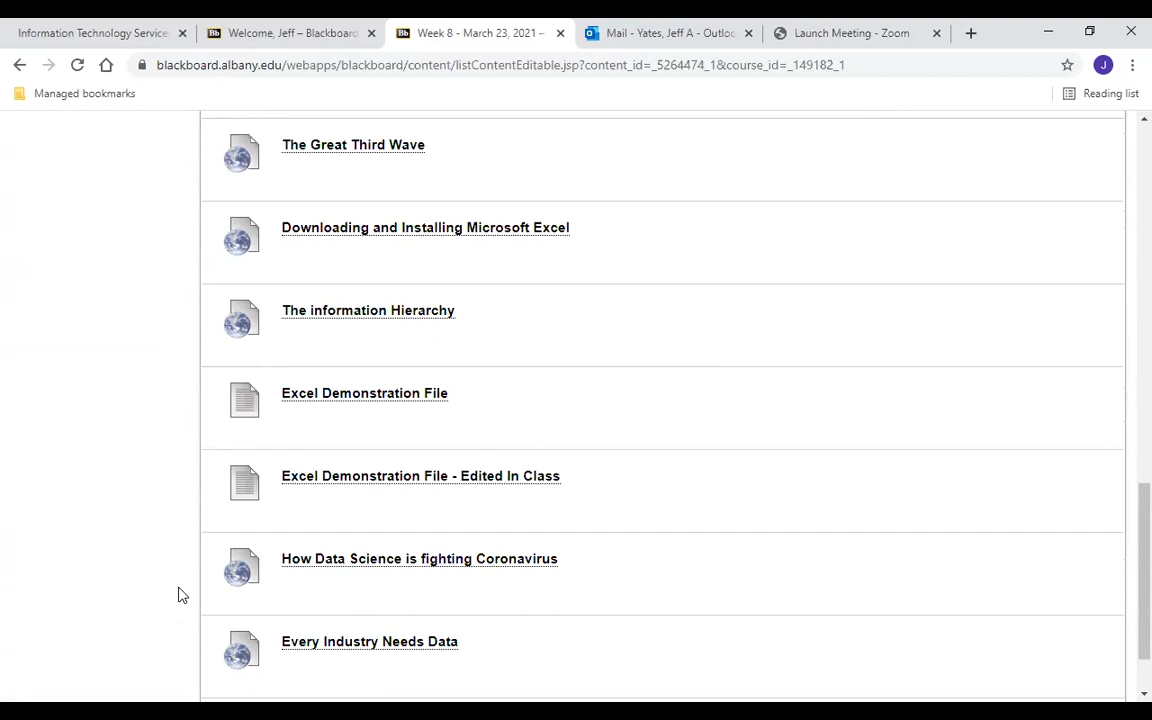 Information Technology Service
Welcome, Jeff – Blackboard
Week 8 - March 23, 2021 –
Mail - Yates, Jeff A - Outloo
Launch Meeting - Zoom
blackboard.albany.edu/webapps/blackboard/content/listContentEditable.jsp?content_id=_5264474_1&course_id=_149182_1
J
Managed bookmarks
Reading list
The Great Third Wave
Downloading and Installing Microsoft Excel
The information Hierarchy
Excel Demonstration File
Excel Demonstration File - Edited In Class
How Data Science is fighting Coronavirus
Every Industry Needs Data